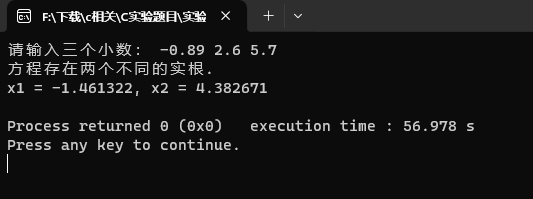 F:\下载\c相关\C实验题目\实验
请输入三个小数: -0.89 2.6 5.7
方程存在两个不同的实根.
x1 = -1.461322, x2 = 4.382671
Process returned 0 (0x0)   execution time : 56.978 s
Press any key to continue.